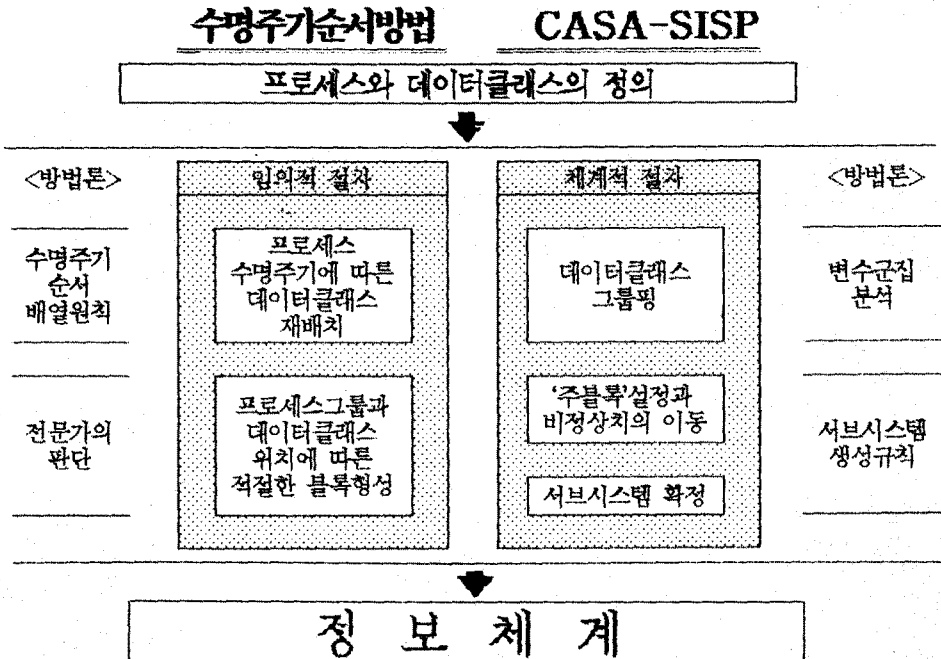 수명주기순서방법
CASA-SISP
프로세스와 데이터클래스의 정의
<방법론>
수명주기
순서
배열원칙
전문가의
판단
임의적 절차
프로세스
수명주기에 따른
데이터클래스
재배치
프로세스그룹과
데이터클래스
위치에 따른
적절한 블록형성
체계적 절차
데이터클래스
그룹핑
'주블록'설정과
비정상치의 이동
서브시스템 확정
<방법론>
변수군집
분석
서브시스템
생성규칙
정 보 체 계